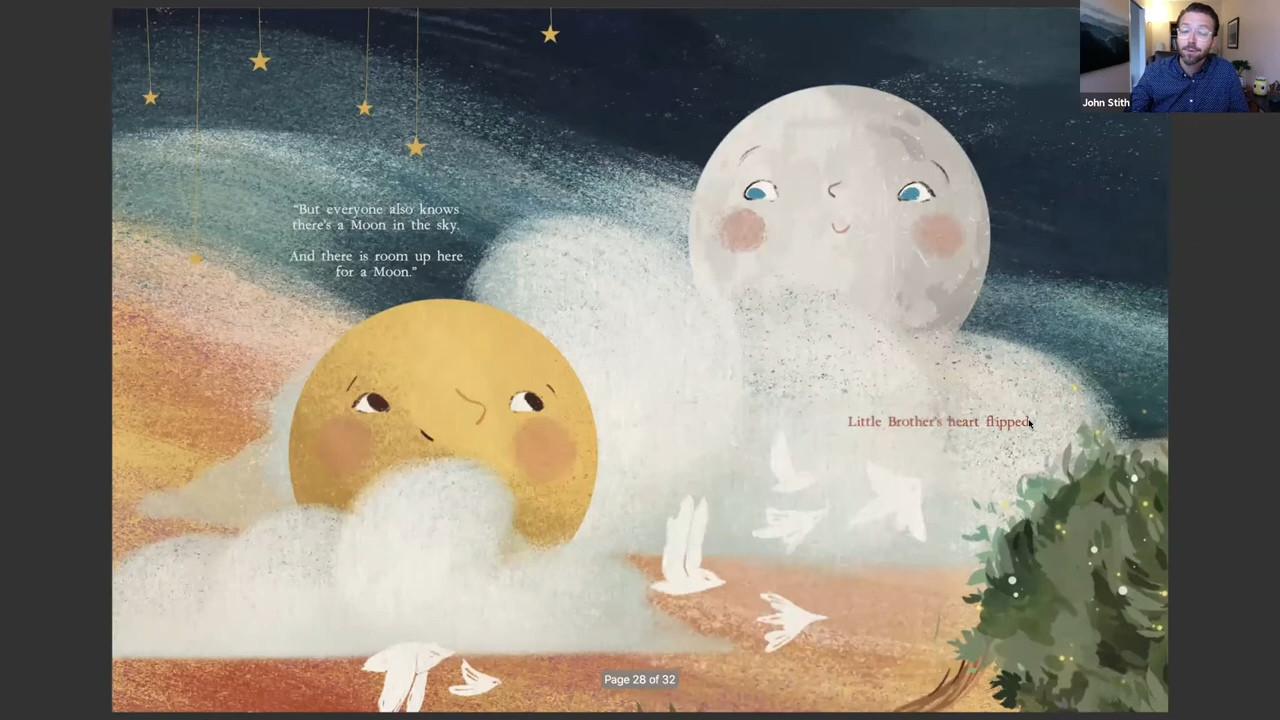 John Stith
"But everyone also knows
there's a Moon in the sky.
And there is room up here
for a Moon."
Little Brother's heart flipped.
Page 28 of 32